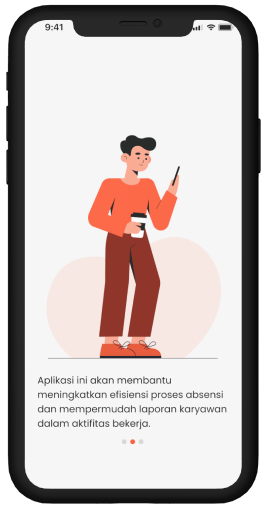 9:41
Aplikasi ini akan membantu
meningkatkan efisiensi proses absensi
dan mempermudah laporan karyawan
dalam aktifitas bekerja.